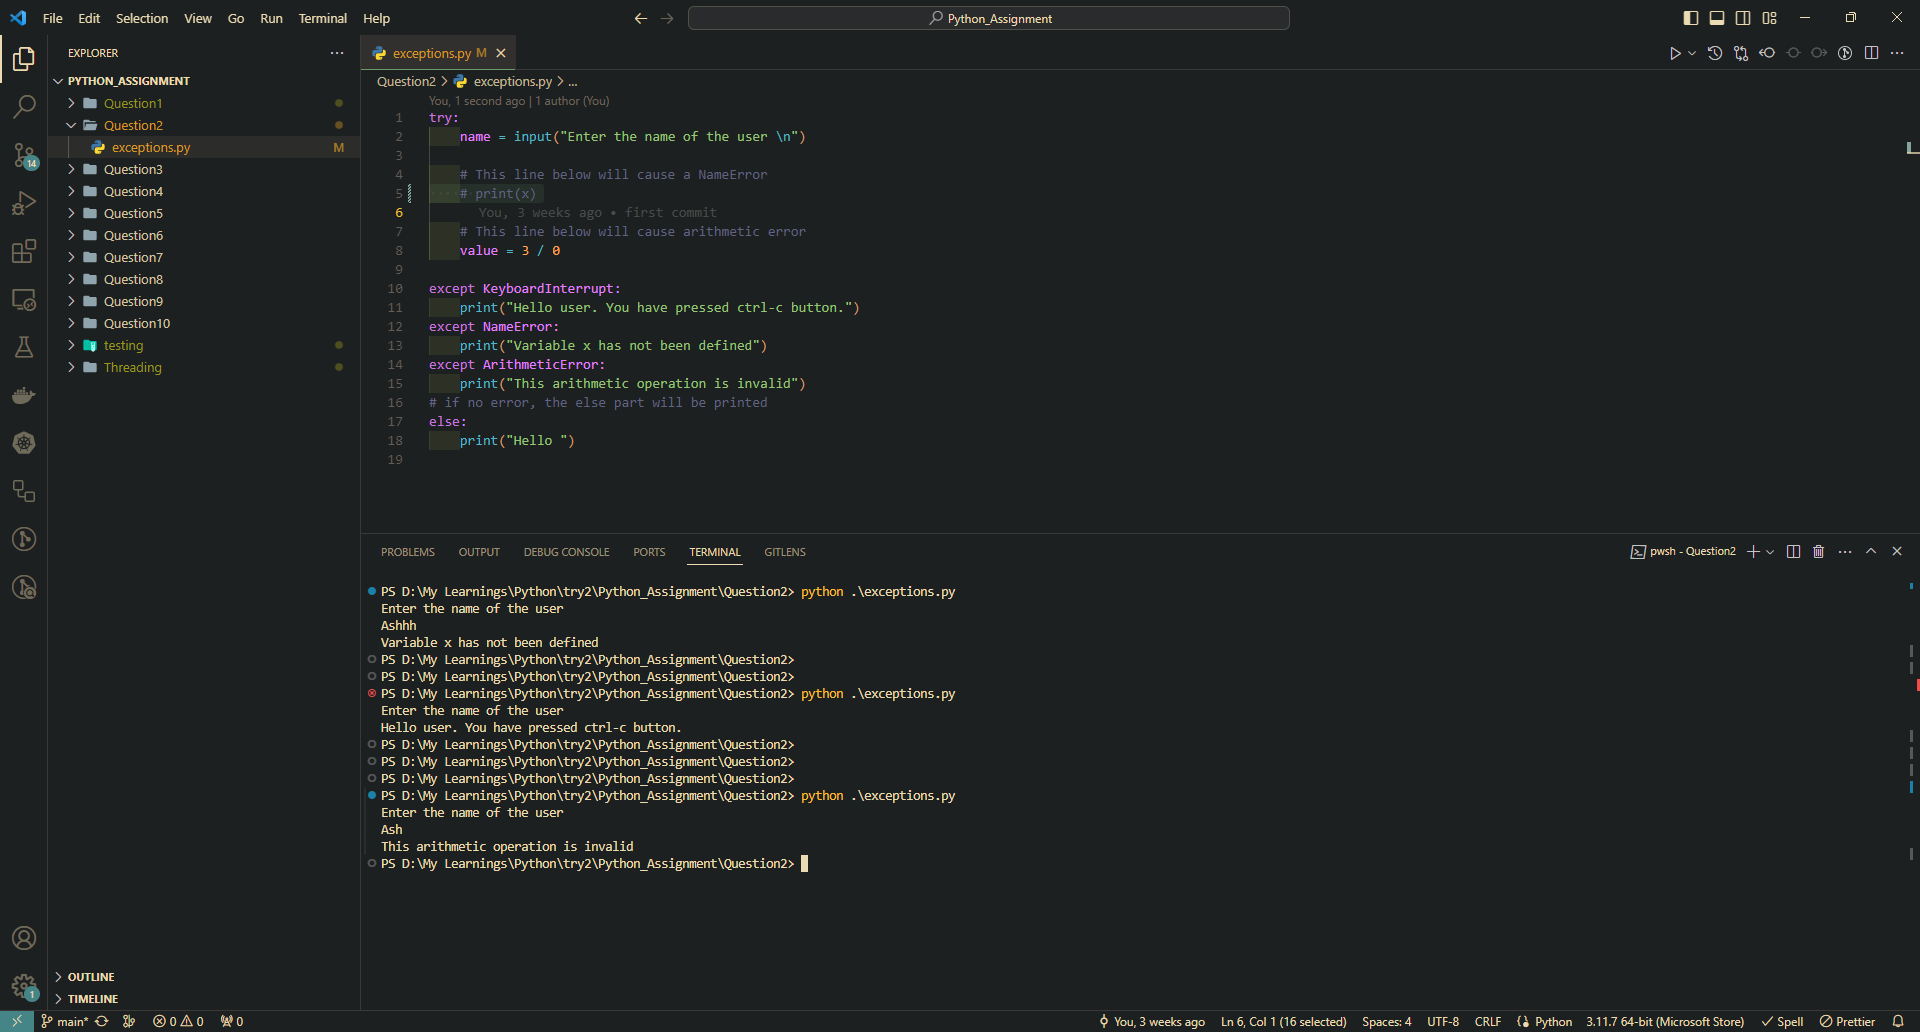 File Edit Selection View Go Run Terminal Help
Python_Assignment
EXPLORER
PYTHON_ASSIGNMENT
Question1
Question2
exceptions.py M
Question3
Question4
Question5
Question6
Question7
Question8
Question9
Question10
testing
Threading
OUTLINE
TIMELINE
14
1
exceptions.py M
Question2 > exceptions.py > ...
You, 1 second ago | 1 author (You)
1 try:
2 name = input("Enter the name of the user \n")
3
4 # This line below will cause a NameError
5 # print(x)
6 You, 3 weeks ago • first commit
7 # This line below will cause arithmetic error
8 value = 3 / 0
9
10 except KeyboardInterrupt:
11 print("Hello user. You have pressed ctrl-c button.")
12 except NameError:
13 print("Variable x has not been defined")
14 except ArithmeticError:
15 print("This arithmetic operation is invalid")
16 # if no error, the else part will be printed
17 else:
18 print("Hello ")
19
PROBLEMS OUTPUT DEBUG CONSOLE PORTS TERMINAL GITLENS
pwsh - Question2
PS D:\My Learnings\Python\try2\Python_Assignment\Question2> python .\exceptions.py
Enter the name of the user
Ashhh
Variable x has not been defined
PS D:\My Learnings\Python\try2\Python_Assignment\Question2>
PS D:\My Learnings\Python\try2\Python_Assignment\Question2>
PS D:\My Learnings\Python\try2\Python_Assignment\Question2> python .\exceptions.py
Enter the name of the user
Hello user. You have pressed ctrl-c button.
PS D:\My Learnings\Python\try2\Python_Assignment\Question2>
PS D:\My Learnings\Python\try2\Python_Assignment\Question2>
PS D:\My Learnings\Python\try2\Python_Assignment\Question2>
PS D:\My Learnings\Python\try2\Python_Assignment\Question2> python .\exceptions.py
Enter the name of the user
Ash
This arithmetic operation is invalid
PS D:\My Learnings\Python\try2\Python_Assignment\Question2>
main* 0 0 0 You, 3 weeks ago Ln 6, Col 1 (16 selected) Spaces: 4 UTF-8 CRLF Python 3.11.7 64-bit (Microsoft Store) Spell Prettier